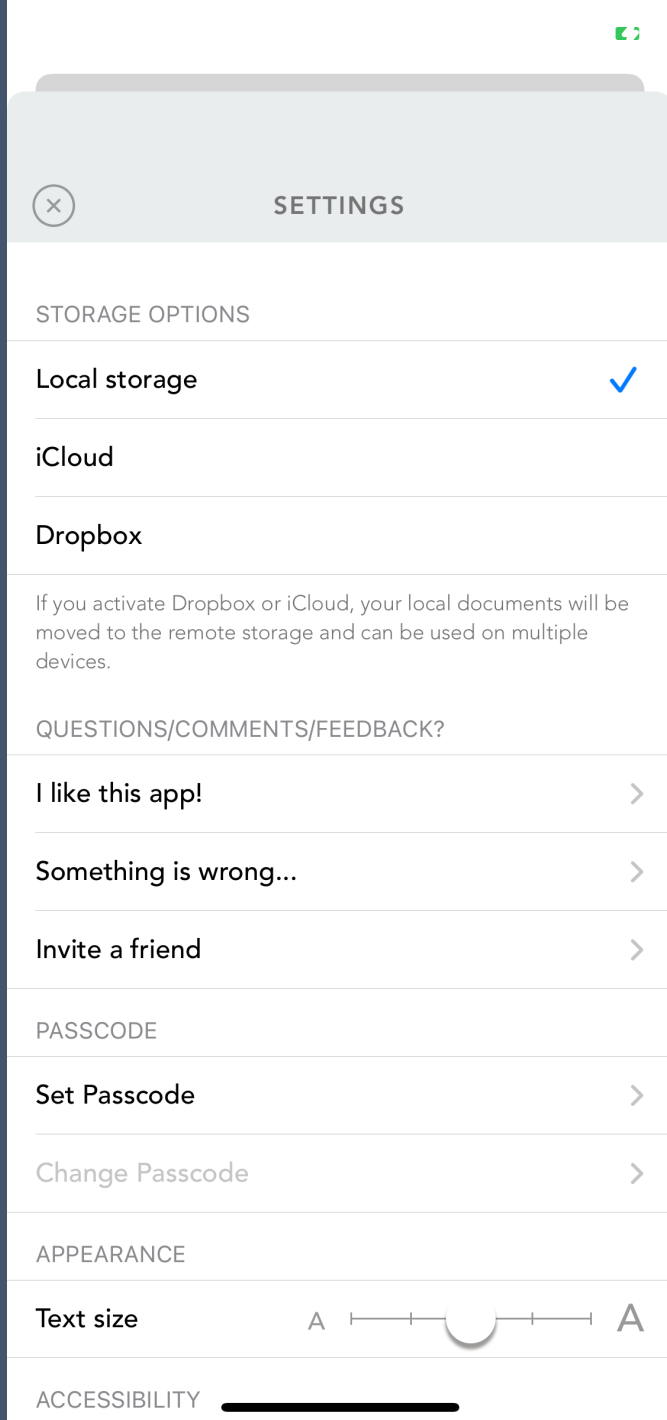 SETTINGS
STORAGE OPTIONS
Local storage
iCloud
Dropbox
If you activate Dropbox or iCloud, your local documents will be
moved to the remote storage and can be used on multiple
devices.
QUESTIONS/COMMENTS/FEEDBACK?
I like this app!
Something is wrong...
Invite a friend
PASSCODE
Set Passcode
Change Passcode
APPEARANCE
Text size A A
ACCESSIBILITY